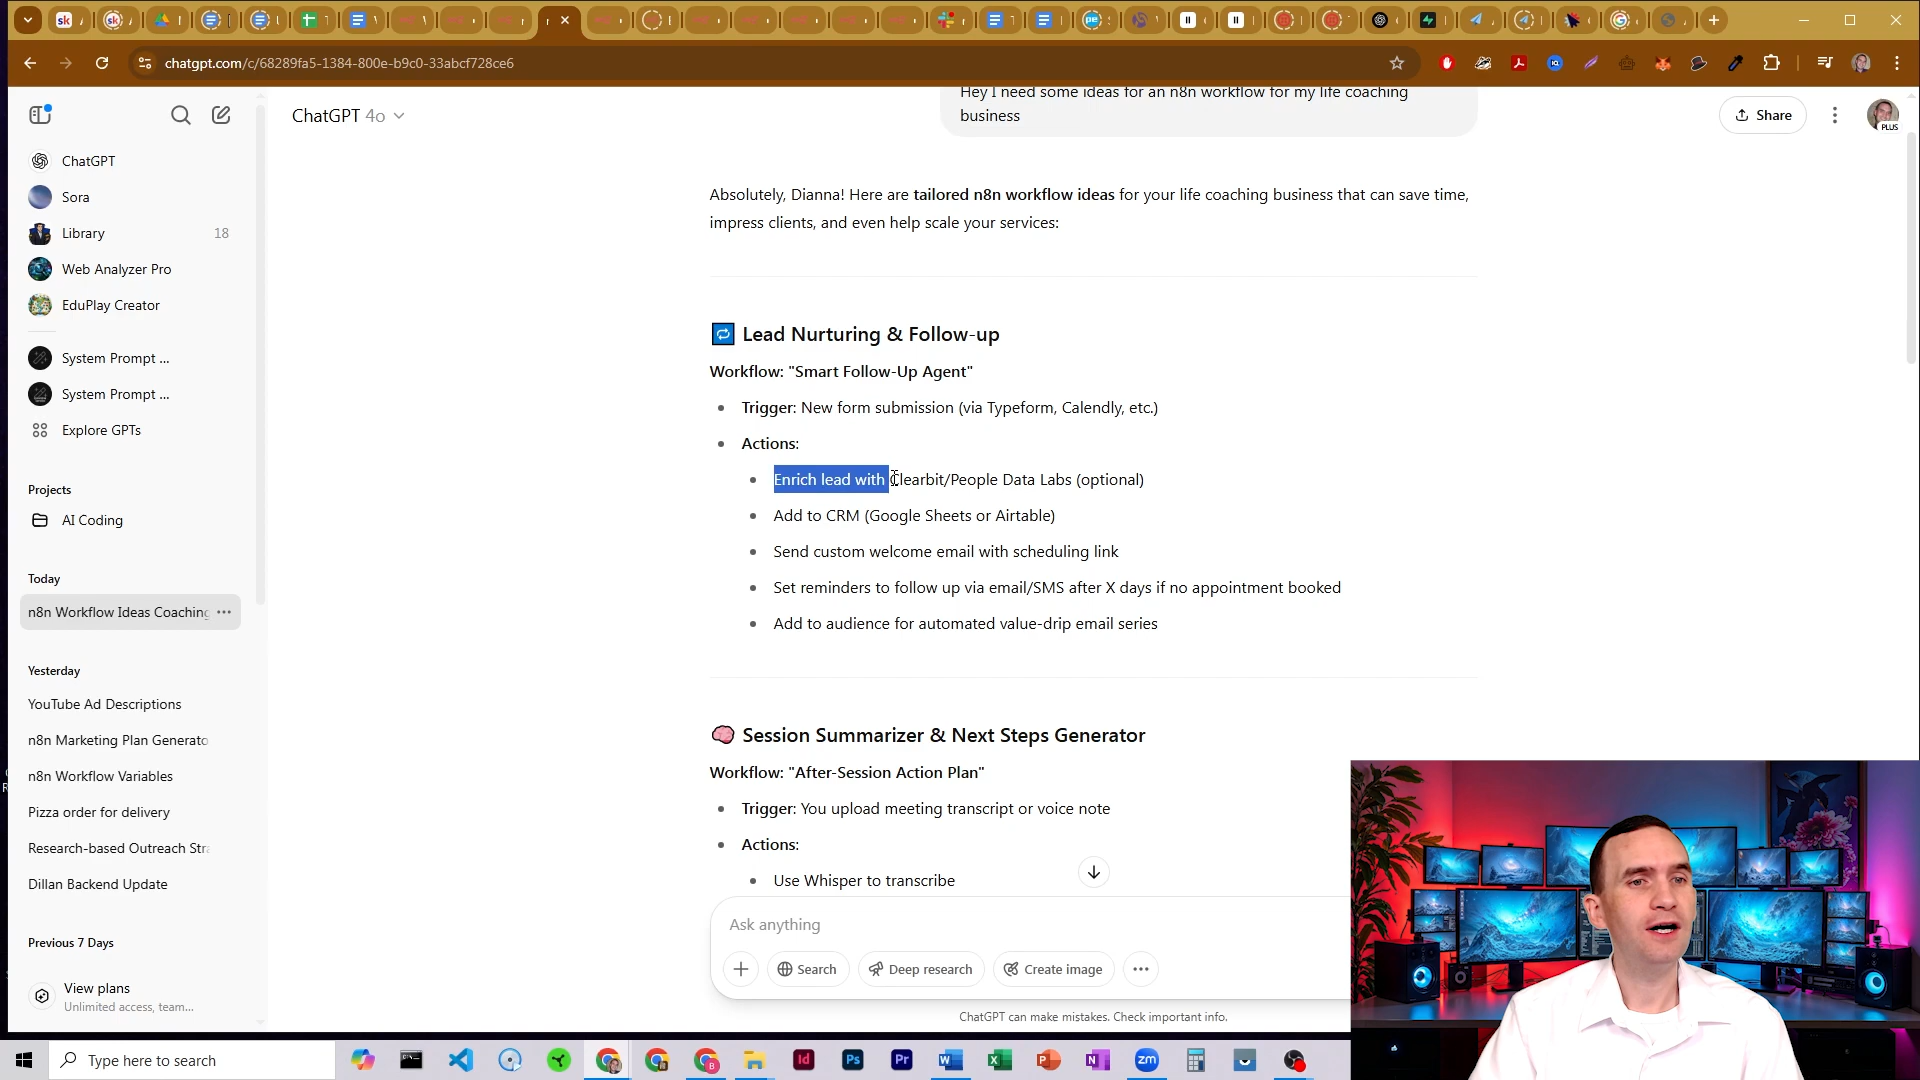 chatgpt.com/c/68289fa5-1384-800e-b9c0-33abcf728ce6
ChatGPT 4o
Share
PLUS
ChatGPT
Sora
Library
18
Web Analyzer Pro
EduPlay Creator
System Prompt ...
System Prompt ...
Explore GPTs
Projects
AI Coding
Today
n8n Workflow Ideas Coaching
Yesterday
YouTube Ad Descriptions
n8n Marketing Plan Generato
n8n Workflow Variables
Pizza order for delivery
Research-based Outreach Stra
Dillan Backend Update
Previous 7 Days
View plans
Unlimited access, team...
Hey I need some ideas for an n8n workflow for my life coaching
business
Absolutely, Dianna! Here are tailored n8n workflow ideas for your life coaching business that can save time,
impress clients, and even help scale your services:
Lead Nurturing & Follow-up
Workflow: "Smart Follow-Up Agent"
Trigger: New form submission (via Typeform, Calendly, etc.)
Actions:
Enrich lead with Clearbit/People Data Labs (optional)
Add to CRM (Google Sheets or Airtable)
Send custom welcome email with scheduling link
Set reminders to follow up via email/SMS after X days if no appointment booked
Add to audience for automated value-drip email series
Session Summarizer & Next Steps Generator
Workflow: "After-Session Action Plan"
Trigger: You upload meeting transcript or voice note
Actions:
Use Whisper to transcribe
Ask anything
Search
Deep research
Create image
ChatGPT can make mistakes. Check important info.
Type here to search